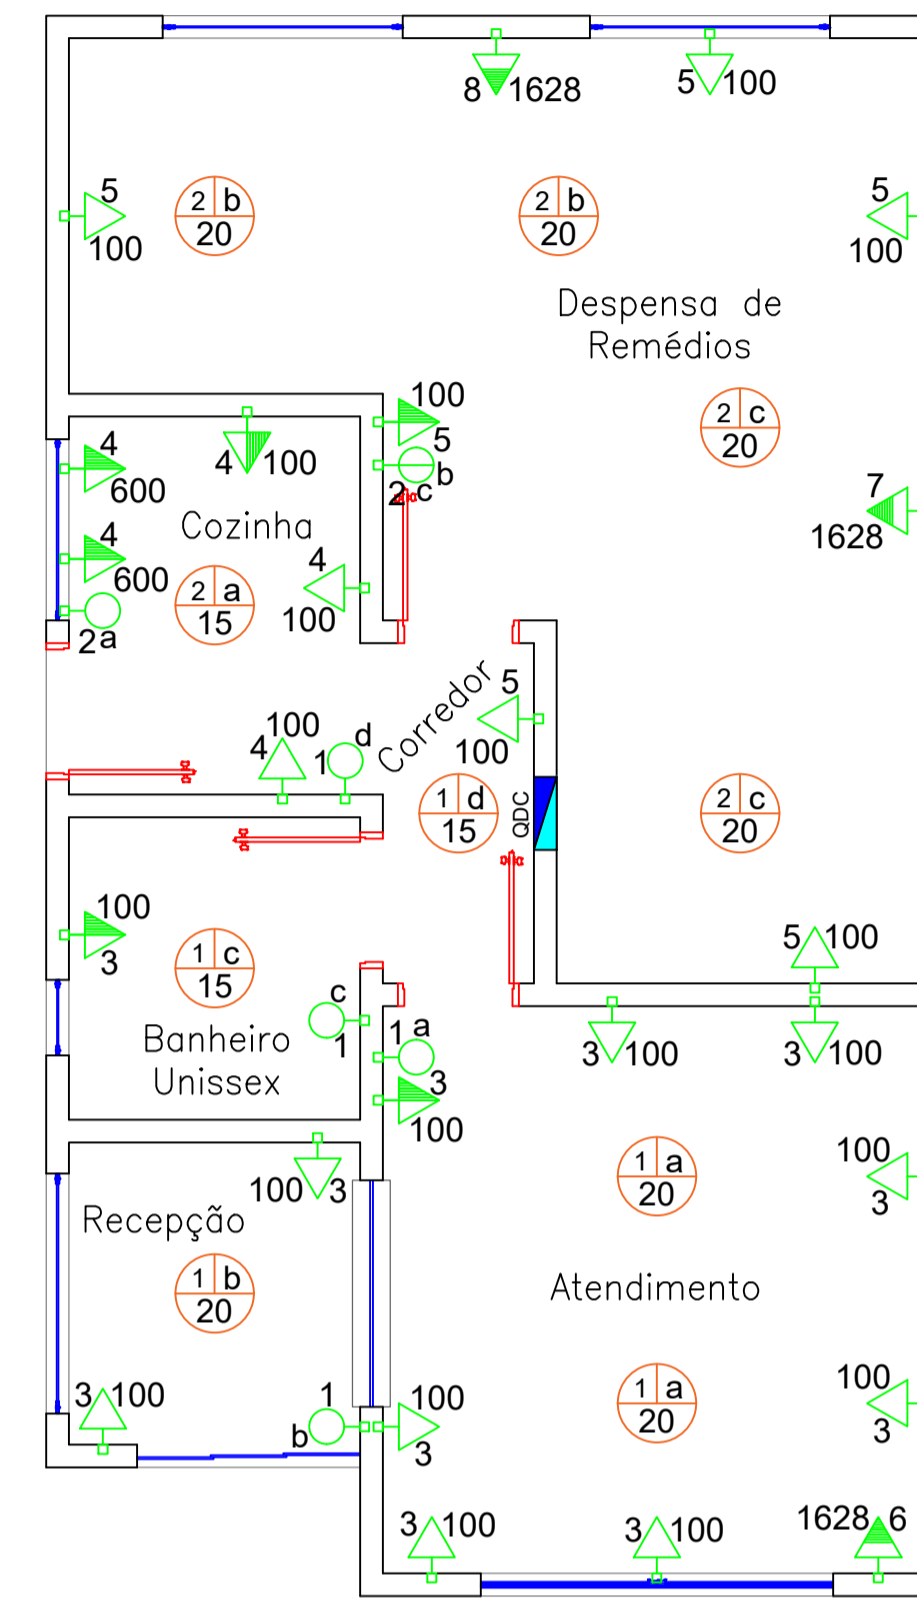 8 1628
5 100
5
100
2 b
20
2 b
20
5
100
Despensa de
Remédios
100
5
2 c
20
4
600
4 100
b
2 c
7
1628
Cozinha
4
600
4
100
2 a
15
2a
Corredor
5
100
100
4
d
1
1 d
15
QDC
2 c
20
100
3
1 c
15
5 100
c
1
Banheiro
Unissex
1 a
3 100
3 100
3
100
100
3
1 a
20
100 3
Recepção
1 b
20
Atendimento
3 100
1
b
100
3
1 a
20
100
3
3 100
3 100
1628 6